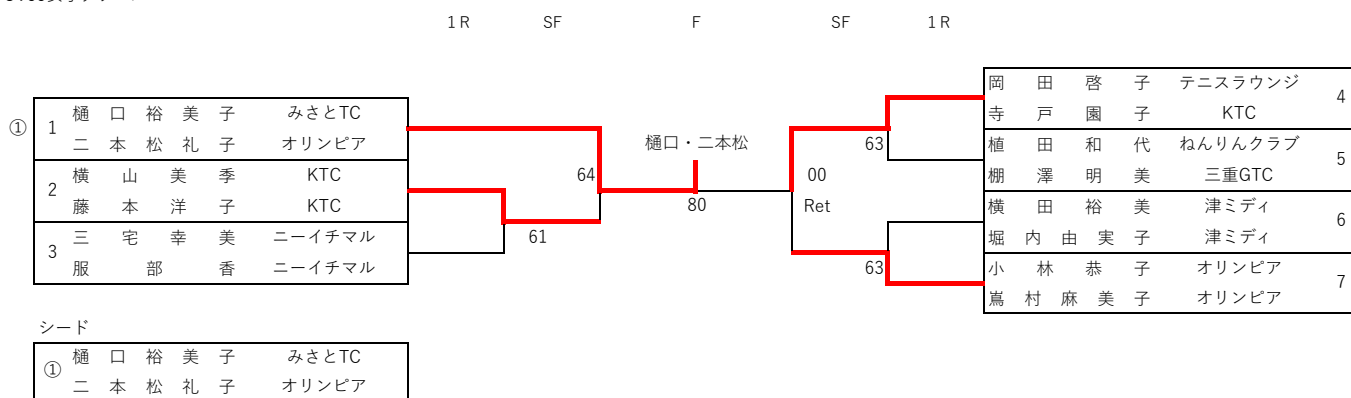 1R SF F SF 1R
① 1 樋口裕美子 みさとTC
二本松礼子 オリンピア
2 横山美季 KTC
藤本洋子 KTC
3 三宅幸美 ニーイチマル
服部香 ニーイチマル
64
61
樋口・二本松
80
00
Ret
63
63
岡田啓子 テニスラウンジ 4
寺戸園子 KTC
植田和代 ねんりんクラブ 5
棚澤明美 三重GTC
横田裕美 津ミディ 6
堀内由実子 津ミディ
小林恭子 オリンピア 7
嶌村麻美子 オリンピア
シード
① 樋口裕美子 みさとTC
二本松礼子 オリンピア